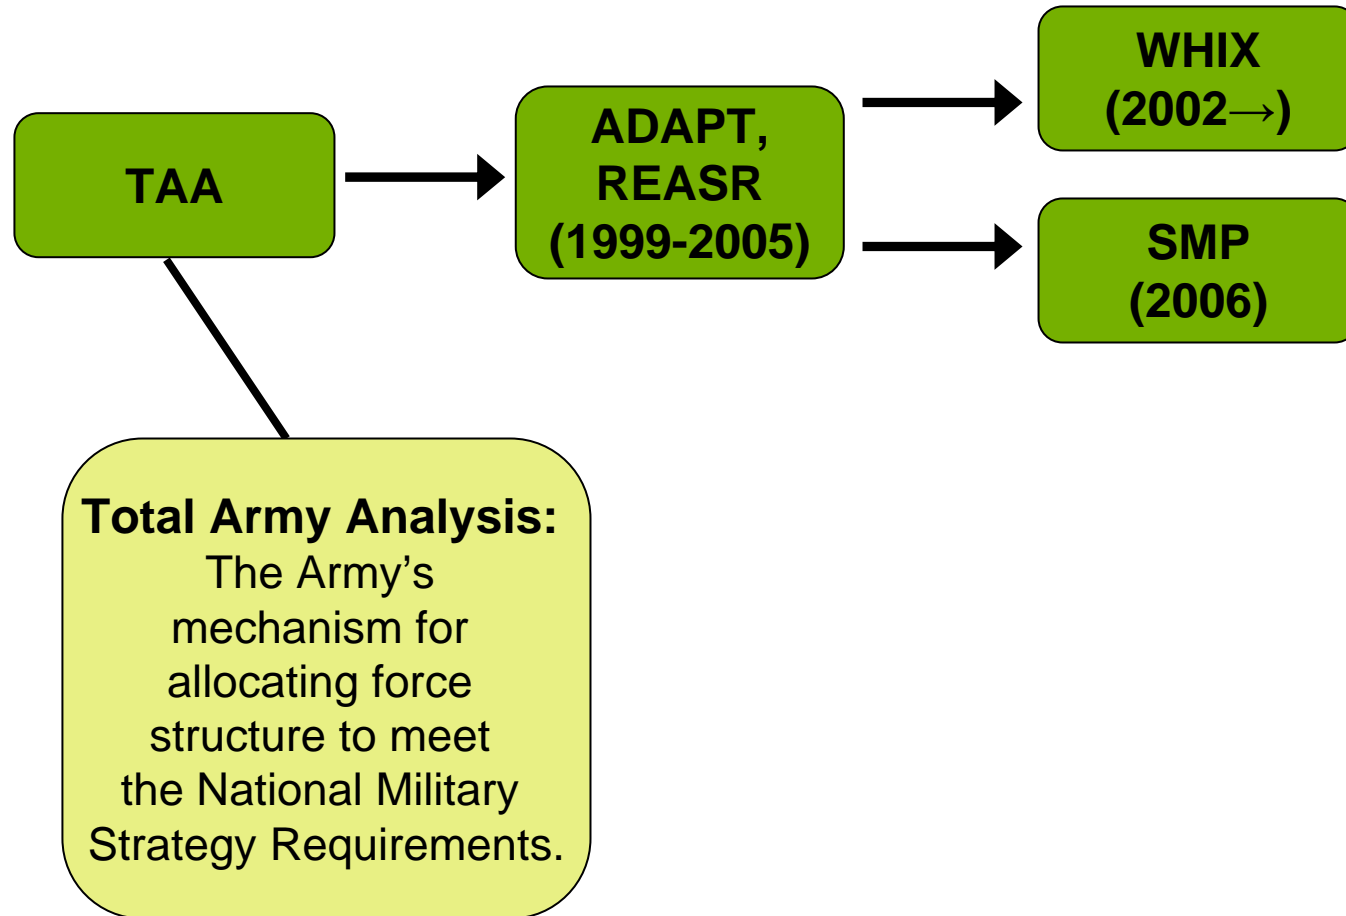 TAA
ADAPT,
REASR
(1999-2005)
WHIX
(2002→)
SMP
(2006)
Total Army Analysis:
The Army’s
mechanism for
allocating force
structure to meet
the National Military
Strategy Requirements.